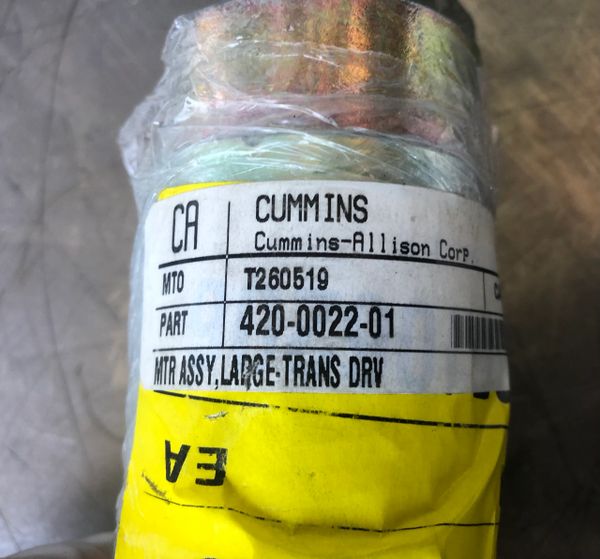 CA CUMMINS
Cummins-Allison Corp.
MTO T260519
PART 420-0022-01
MTR ASSY,LARGE-TRANS DRV
EA